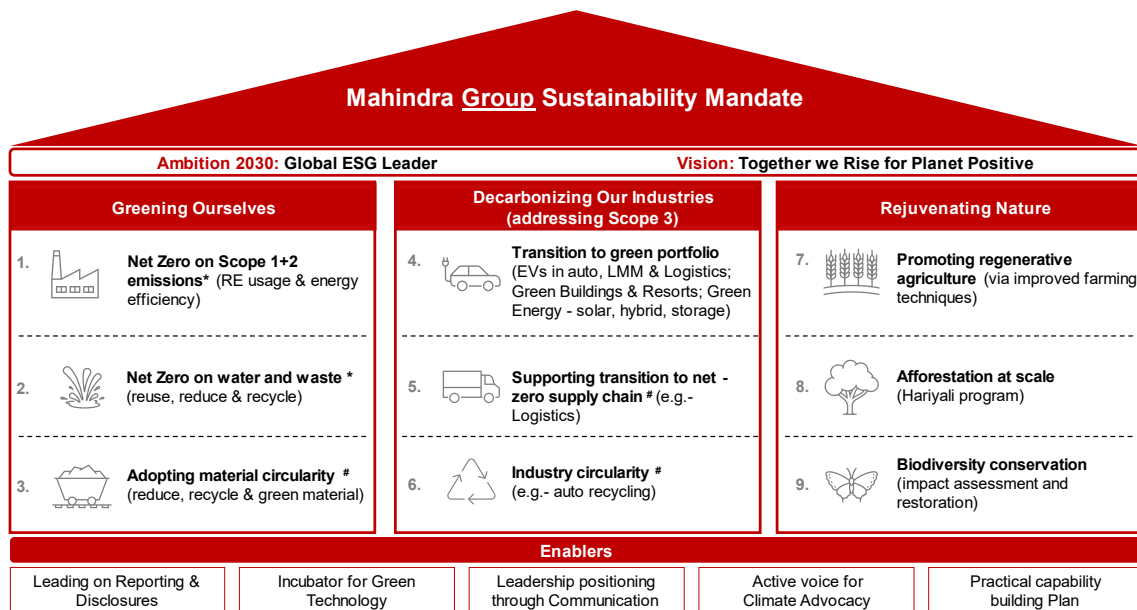 Mahindra Group Sustainability Mandate
Ambition 2030: Global ESG Leader
Vision: Together we Rise for Planet Positive
Greening Ourselves
1.
Net Zero on Scope 1+2
emissions* (RE usage & energy
efficiency)
2.
Net Zero on water and waste *
(reuse, reduce & recycle)
3.
Adopting material circularity #
(reduce, recycle & green material)
Decarbonizing Our Industries
(addressing Scope 3)
4.
Transition to green portfolio
(EVs in auto, LMM & Logistics;
Green Buildings & Resorts; Green
Energy - solar, hybrid, storage)
5.
Supporting transition to net -
zero supply chain # (e.g.-
Logistics)
6.
Industry circularity #
(e.g.- auto recycling)
Rejuvenating Nature
7.
Promoting regenerative
agriculture (via improved farming
techniques)
8.
Afforestation at scale
(Hariyali program)
9.
Biodiversity conservation
(impact assessment and
restoration)
Enablers
Leading on Reporting &
Disclosures
Incubator for Green
Technology
Leadership positioning
through Communication
Active voice for
Climate Advocacy
Practical capability
building Plan